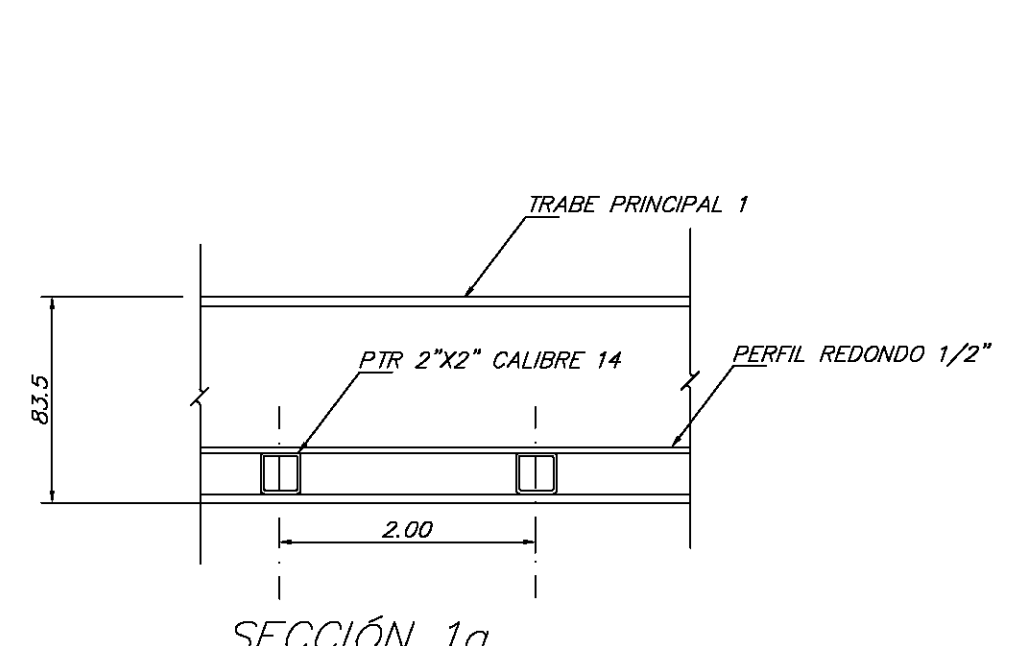 TRABE PRINCIPAL 1
PTR 2"X2" CALIBRE 14
PERFIL REDONDO 1/2"
83.5
2.00
SECCIÓN 1a